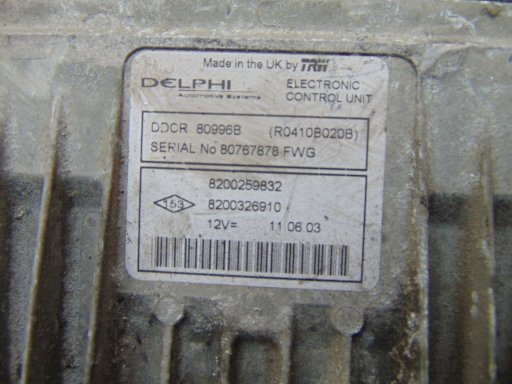 Made in the UK by TRW
DELPHI
Automotive Systems
ELECTRONIC
CONTROL UNIT
DDCR 80996B (R0410B020B)
SERIAL No 80767878 FWG
8200259832
153 8200326910
12V= 11.06.03